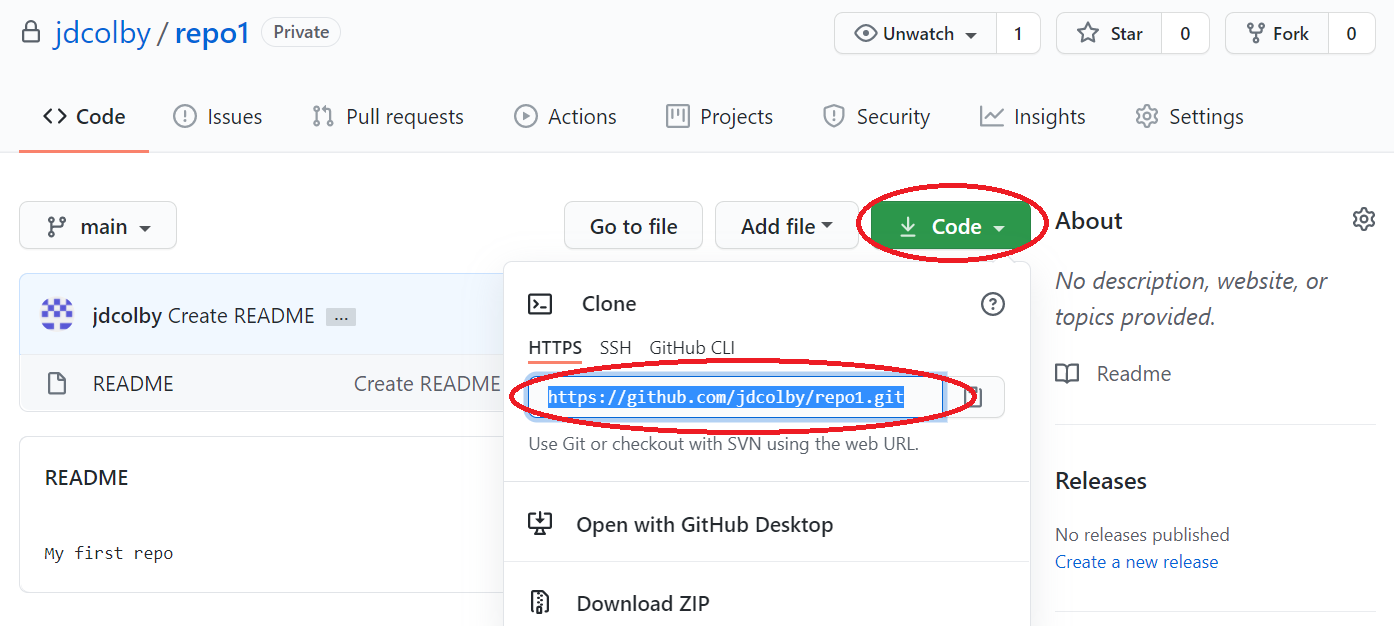 jdcolby / repo1 Private
Unwatch 1 Star 0 Fork 0
Code Issues Pull requests Actions Projects Security Insights Settings
main Go to file Add file Code
jdcolby Create README ...
README Create README
README
My first repo
Clone
HTTPS SSH GitHub CLI
https://github.com/jdcolby/repo1.git
Use Git or checkout with SVN using the web URL.
Open with GitHub Desktop
Download ZIP
About
No description, website, or
topics provided.
Readme
Releases
No releases published
Create a new release